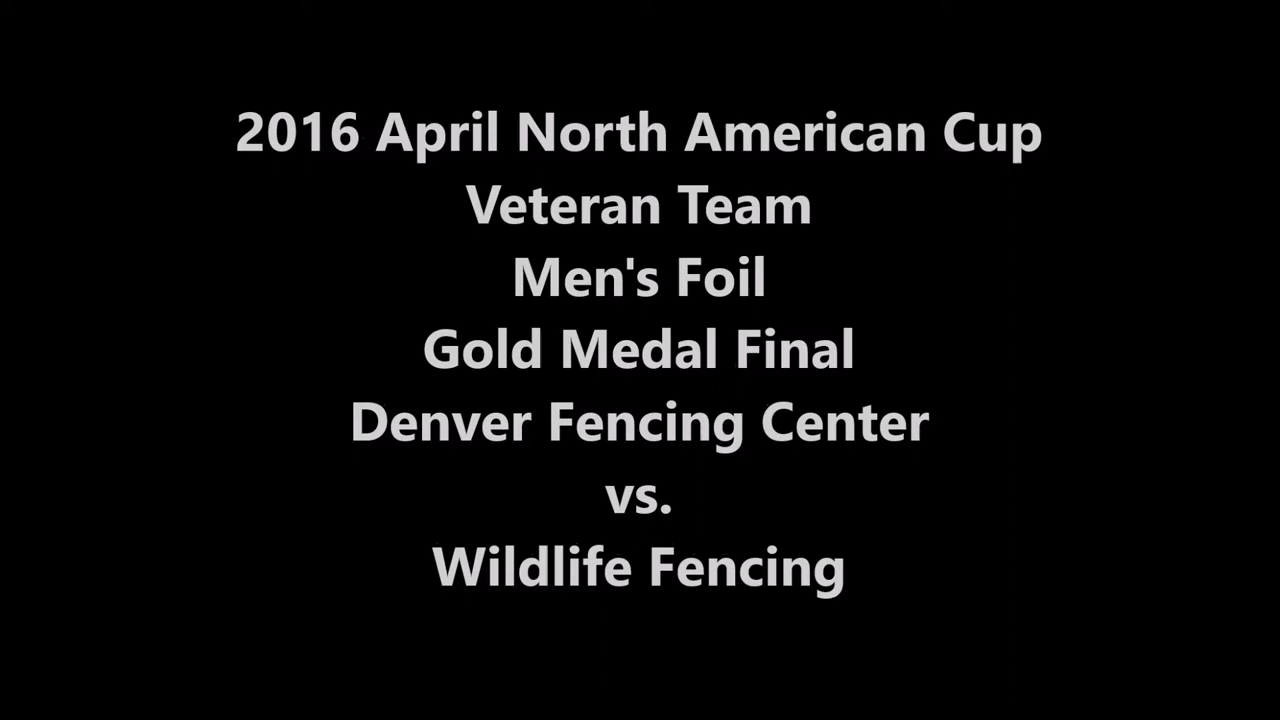 2016 April North American Cup
Veteran Team
Men's Foil
Gold Medal Final
Denver Fencing Center
vs.
Wildlife Fencing